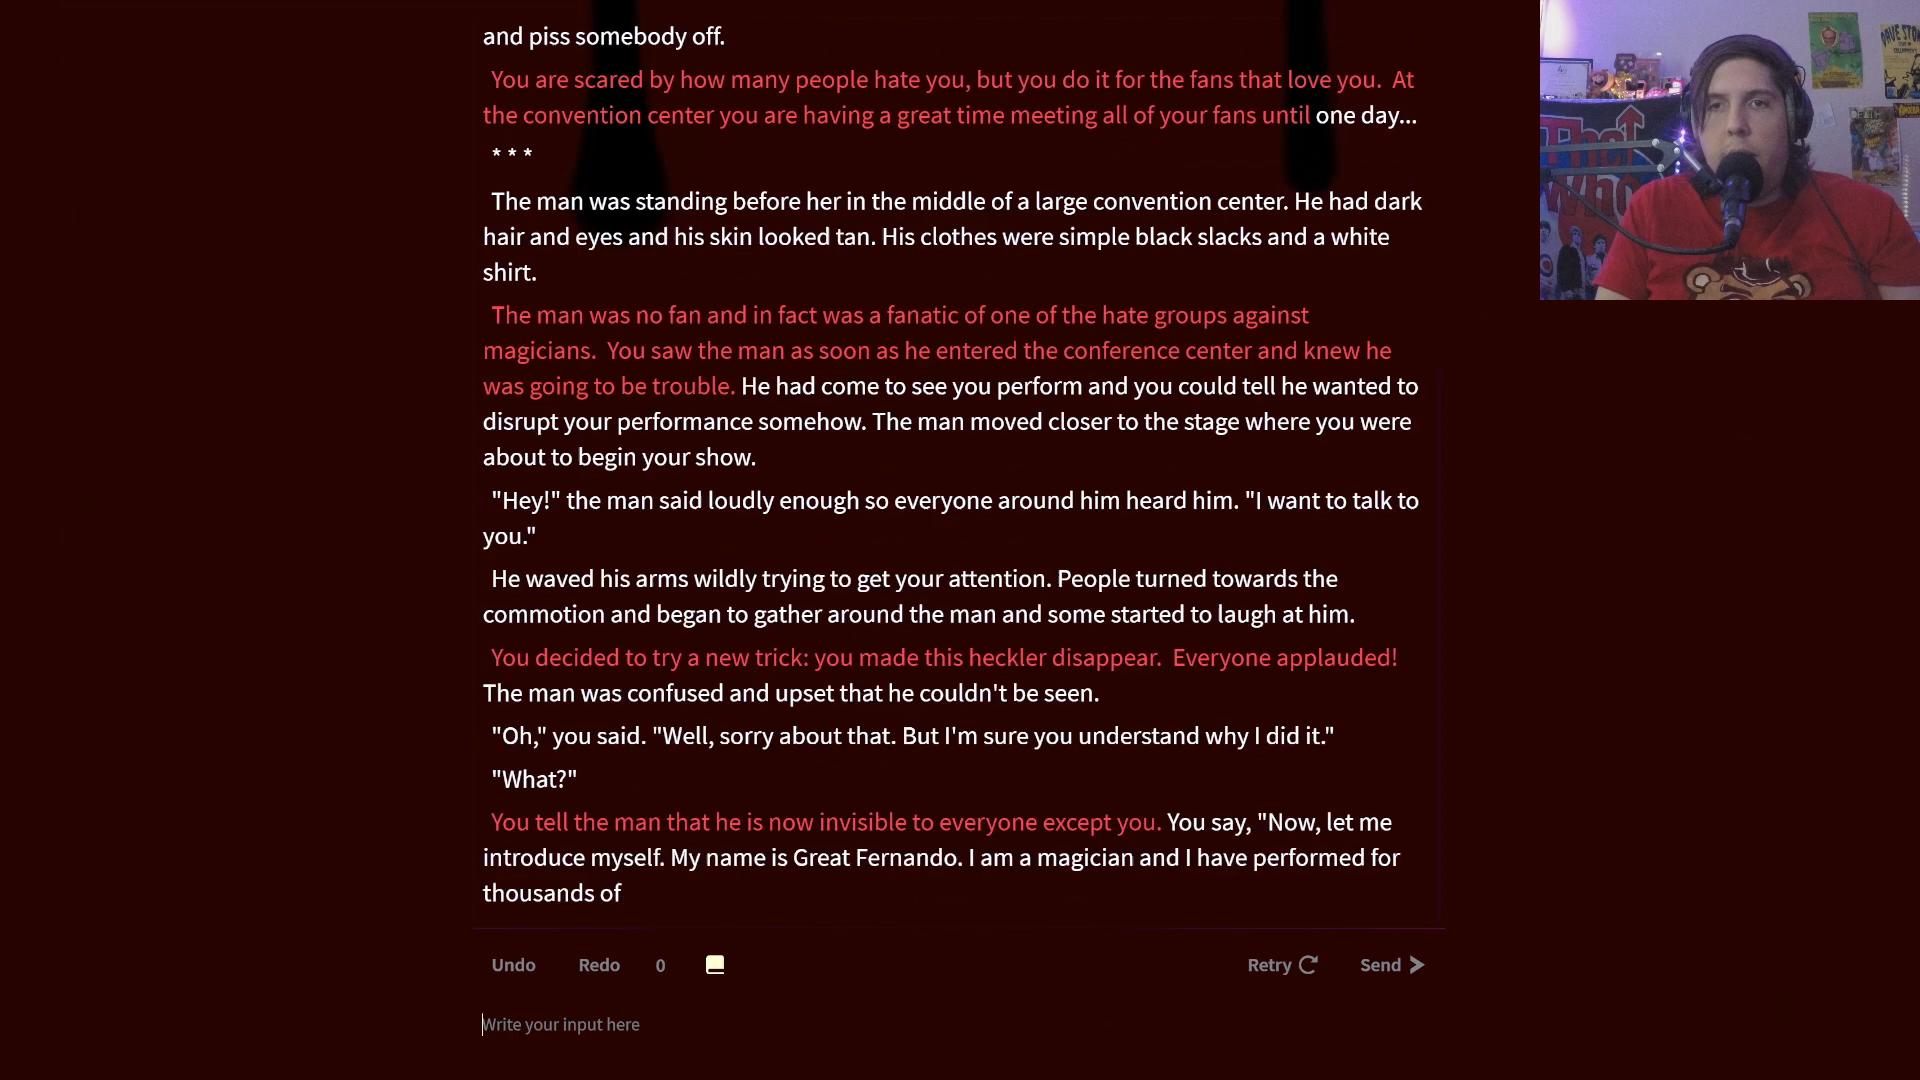 and piss somebody off.
You are scared by how many people hate you, but you do it for the fans that love you.  At
the convention center you are having a great time meeting all of your fans until one day...
* * *
The man was standing before her in the middle of a large convention center. He had dark
hair and eyes and his skin looked tan. His clothes were simple black slacks and a white
shirt.
The man was no fan and in fact was a fanatic of one of the hate groups against
magicians.  You saw the man as soon as he entered the conference center and knew he
was going to be trouble. He had come to see you perform and you could tell he wanted to
disrupt your performance somehow. The man moved closer to the stage where you were
about to begin your show.
"Hey!" the man said loudly enough so everyone around him heard him. "I want to talk to
you."
He waved his arms wildly trying to get your attention. People turned towards the
commotion and began to gather around the man and some started to laugh at him.
You decided to try a new trick: you made this heckler disappear.  Everyone applauded!
The man was confused and upset that he couldn't be seen.
"Oh," you said. "Well, sorry about that. But I'm sure you understand why I did it."
"What?"
You tell the man that he is now invisible to everyone except you. You say, "Now, let me
introduce myself. My name is Great Fernando. I am a magician and I have performed for
thousands of
Undo Redo 0 Retry Send
Write your input here
The
Who